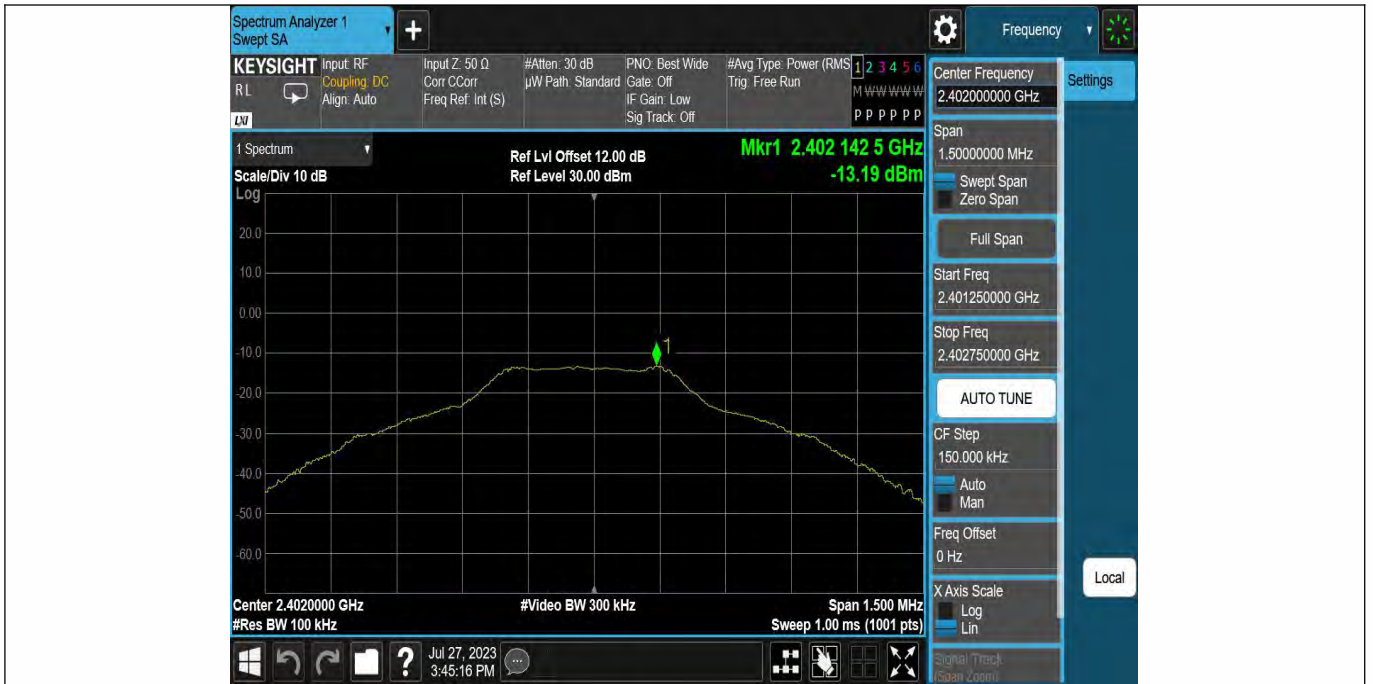 Spectrum Analyzer 1
Swept SA
+
Frequency
KEYSIGHT
RL
LXI
Input: RF
Coupling: DC
Align: Auto
Input Z: 50 Ω
Corr CCorr
Freq Ref: Int (S)
#Atten: 30 dB
µW Path: Standard
PNO: Best Wide
Gate: Off
IF Gain: Low
Sig Track: Off
#Avg Type: Power (RMS
Trig: Free Run
1 2 3 4 5 6
M W W W W W
P P P P P P
Center Frequency
2.402000000 GHz
Settings
Span
1.50000000 MHz
Swept Span
Zero Span
Full Span
Start Freq
2.401250000 GHz
Stop Freq
2.402750000 GHz
AUTO TUNE
CF Step
150.000 kHz
Auto
Man
Freq Offset
0 Hz
X Axis Scale
Log
Lin
Signal Track
(Span Zoom)
Local
1 Spectrum
Scale/Div 10 dB
Ref Lvl Offset 12.00 dB
Ref Level 30.00 dBm
Mkr1 2.402 142 5 GHz
-13.19 dBm
Log
20.0
10.0
0.00
-10.0
-20.0
-30.0
-40.0
-50.0
-60.0
1
Center 2.4020000 GHz
#Res BW 100 kHz
#Video BW 300 kHz
Span 1.500 MHz
Sweep 1.00 ms (1001 pts)
?
Jul 27, 2023
3:45:16 PM